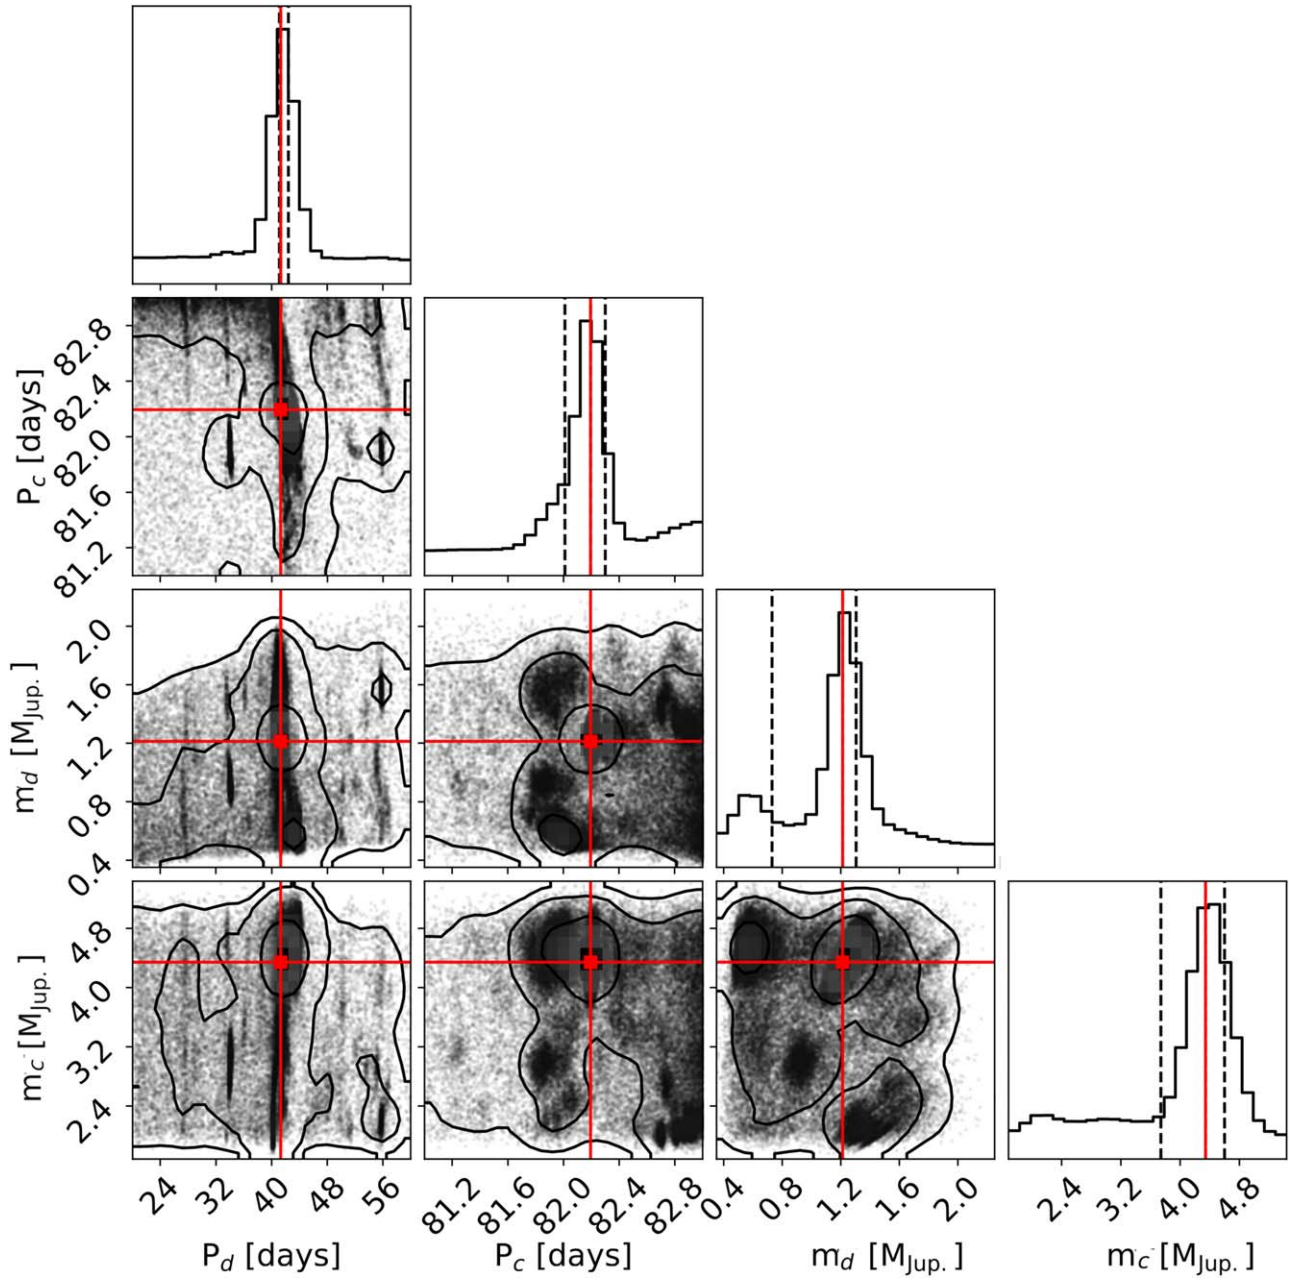 82.8
82.4
82.0
81.6
81.2
P_c [days]
2.0
1.6
1.2
0.8
0.4
m_d [M_Jup.]
4.8
4.0
3.2
2.4
m_c [M_Jup.]
24 32 40 48 56
81.2 81.6 82.0 82.4 82.8
0.4 0.8 1.2 1.6 2.0
2.4 3.2 4.0 4.8
P_d [days]
P_c [days]
m_d [M_Jup.]
m_c [M_Jup.]